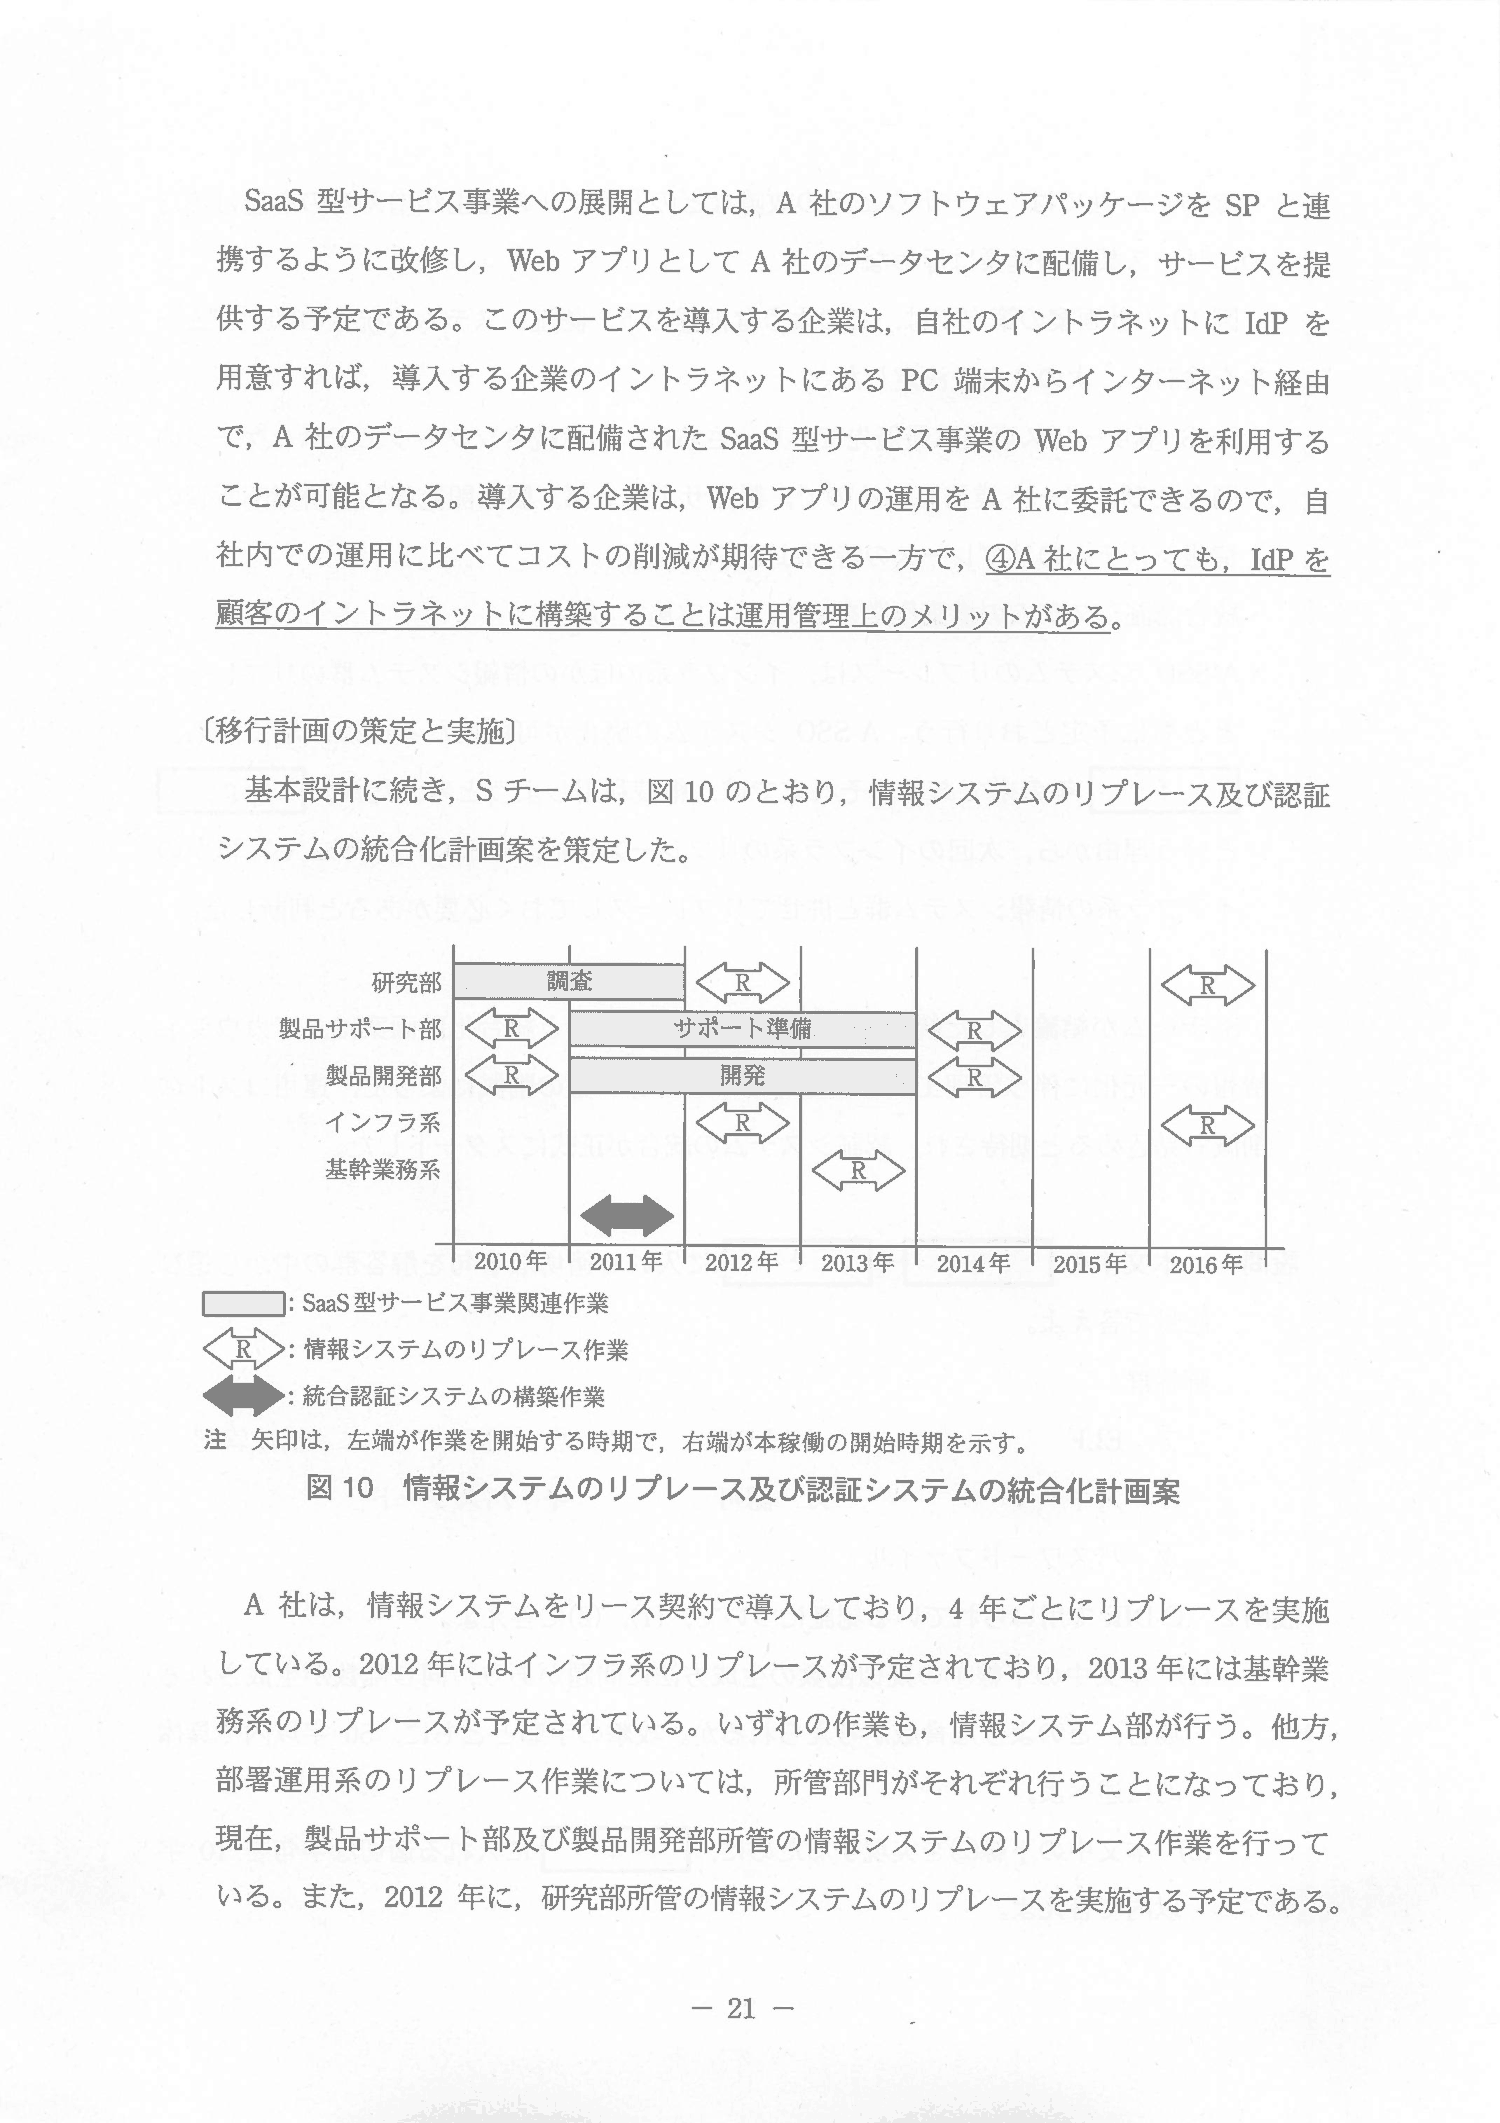 SaaS 型サービス事業への展開としては，A 社のソフトウェアパッケージを SP と連
携するように改修し，Web アプリとして A 社のデータセンタに配備し，サービスを提
供する予定である。このサービスを導入する企業は，自社のイントラネットに IdP を
用意すれば，導入する企業のイントラネットにある PC 端末からインターネット経由
で，A 社のデータセンタに配備された SaaS 型サービス事業の Web アプリを利用する
ことが可能となる。導入する企業は，Web アプリの運用を A 社に委託できるので，自
社内での運用に比べてコストの削減が期待できる一方で，④A 社にとっても，IdP を
顧客のイントラネットに構築することは運用管理上のメリットがある。
〔移行計画の策定と実施〕
基本設計に続き，S チームは，図 10 のとおり，情報システムのリプレース及び認証
システムの統合化計画案を策定した。
研究部 調査 R R
製品サポート部 R サポート準備 R
製品開発部 R 開発 R
インフラ系 R R
基幹業務系 R
2010年 2011年 2012年 2013年 2014年 2015年 2016年
：SaaS型サービス事業関連作業
R ：情報システムのリプレース作業
：統合認証システムの構築作業
注 矢印は，左端が作業を開始する時期で，右端が本稼働の開始時期を示す。
図 10 情報システムのリプレース及び認証システムの統合化計画案
A 社は，情報システムをリース契約で導入しており，4 年ごとにリプレースを実施
している。2012 年にはインフラ系のリプレースが予定されており，2013 年には基幹業
務系のリプレースが予定されている。いずれの作業も，情報システム部が行う。他方，
部署運用系のリプレース作業については，所管部門がそれぞれ行うことになっており，
現在，製品サポート部及び製品開発部所管の情報システムのリプレース作業を行って
いる。また，2012 年に，研究部所管の情報システムのリプレースを実施する予定である。
－ 21 －